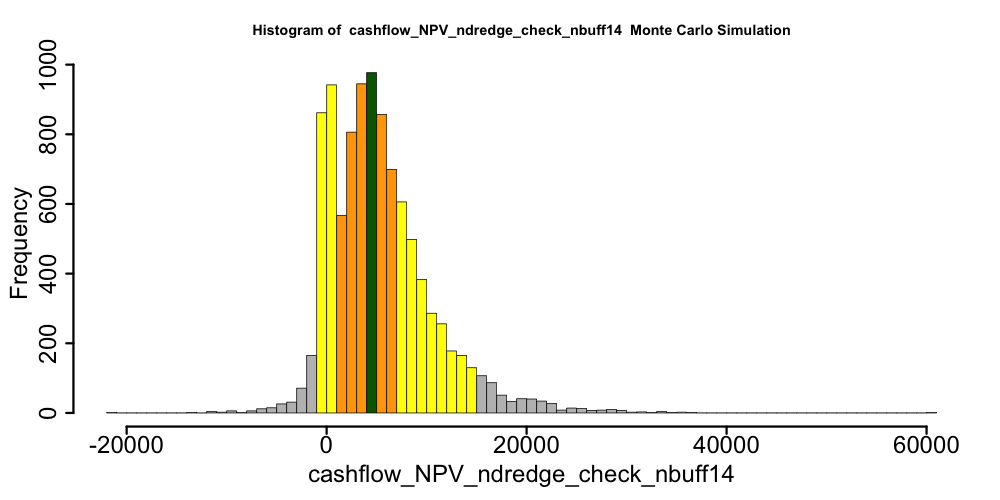 Histogram of  cashflow_NPV_ndredge_check_nbuff14  Monte Carlo Simulation
Frequency
1000
800
600
400
200
0
-20000 0 20000 40000 60000
cashflow_NPV_ndredge_check_nbuff14